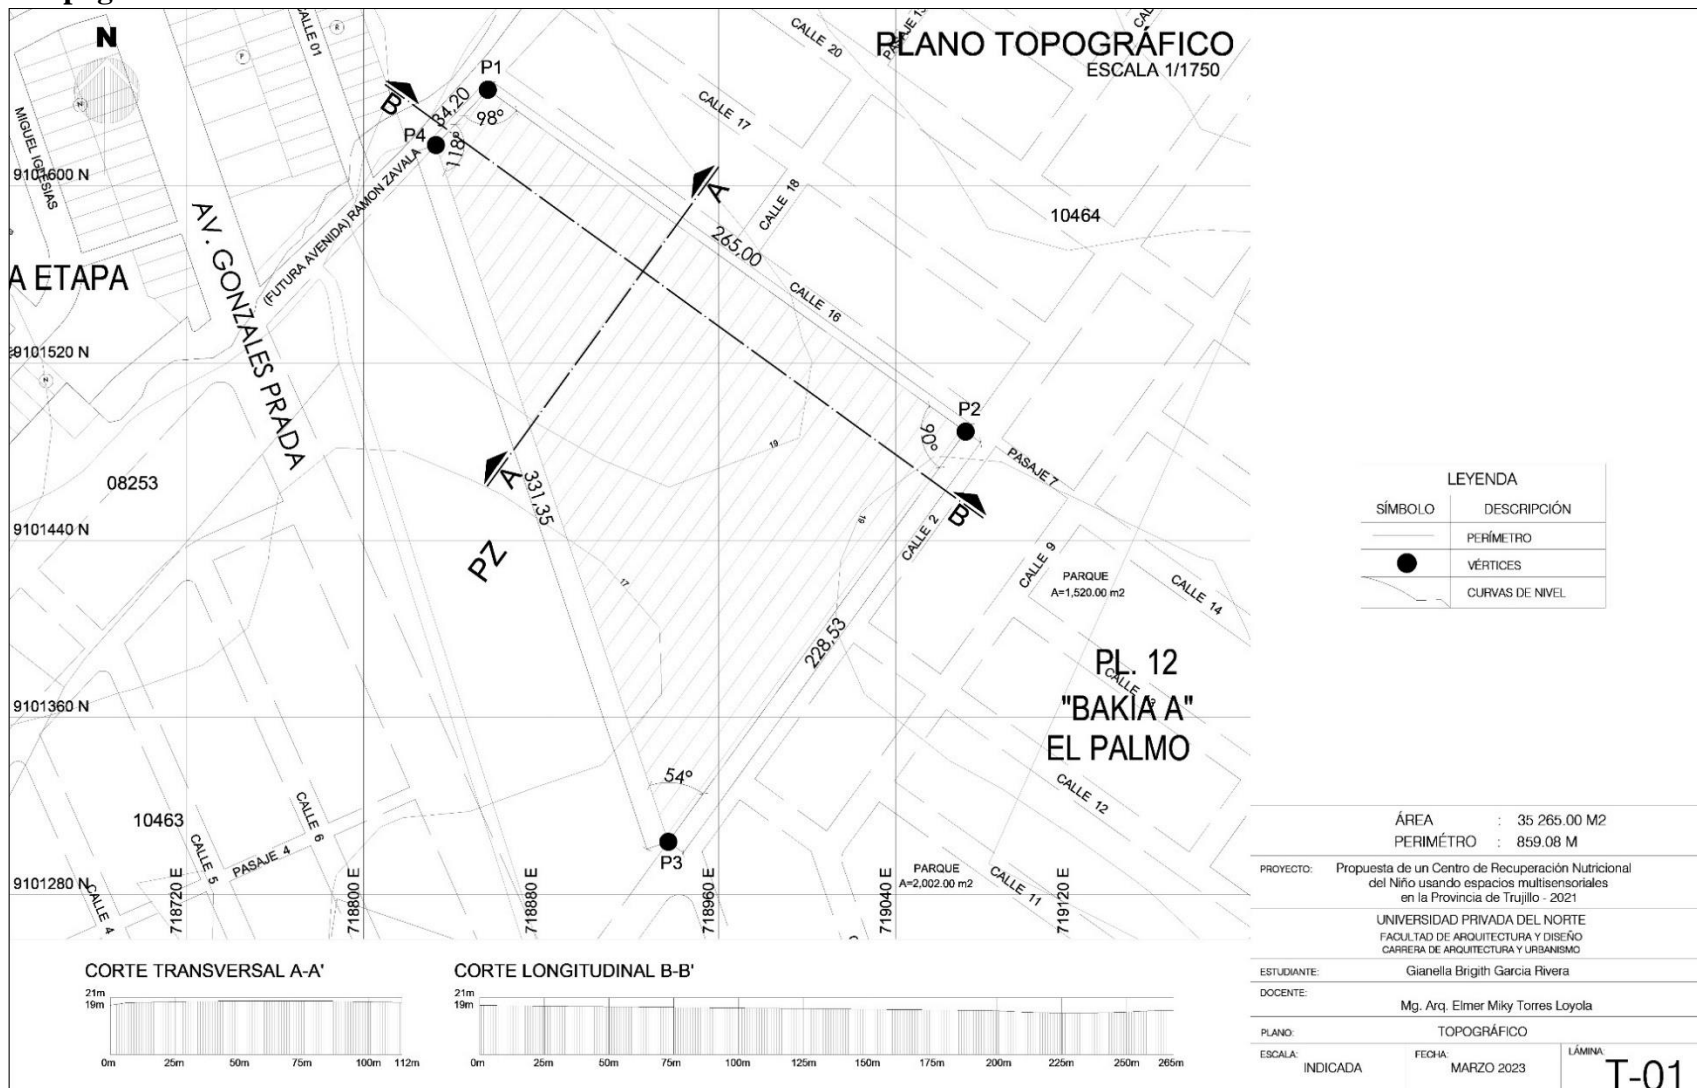 N
CALLE 01
MIGUEL IGLESIAS
CALLE 20
PASAJE 13
PLANO TOPOGRÁFICO
ESCALA 1/1750
P1
B
34,20
98°
P4
118°
CALLE 17
9101600 N
A
CALLE 18
10464
AV. GONZALES PRADA
(FUTURA AVENIDA) RAMON ZAVALA
265,00
A ETAPA
CALLE 16
9101520 N
P2
90°
19
PASAJE 7
08253
A
331,35
B
19
CALLE 2
9101440 N
PZ
17
CALLE 9
PARQUE
A=1,520.00 m2
CALLE 14
228,53
PL. 12
"BAKIA A"
EL PALMO
9101360 N
54°
CALLE 12
10463
CALLE 6
CALLE 5
PASAJE 4
P3
PARQUE
A=2,002.00 m2
CALLE 11
9101280 N
CALLE 4
718720 E
718800 E
718880 E
718960 E
719040 E
719120 E
LEYENDA
SÍMBOLO DESCRIPCIÓN
PERÍMETRO
VÉRTICES
CURVAS DE NIVEL
CORTE TRANSVERSAL A-A'
21m
19m
0m 25m 50m 75m 100m 112m
CORTE LONGITUDINAL B-B'
21m
19m
0m 25m 50m 75m 100m 125m 150m 175m 200m 225m 250m 265m
ÁREA : 35 265.00 M2
PERIMÉTRO : 859.08 M
PROYECTO: Propuesta de un Centro de Recuperación Nutricional
del Niño usando espacios multisensoriales
en la Provincia de Trujillo - 2021
UNIVERSIDAD PRIVADA DEL NORTE
FACULTAD DE ARQUITECTURA Y DISEÑO
CARRERA DE ARQUITECTURA Y URBANISMO
ESTUDIANTE: Gianella Brigith Garcia Rivera
DOCENTE:
Mg. Arq. Elmer Miky Torres Loyola
PLANO: TOPOGRÁFICO
ESCALA: INDICADA
FECHA: MARZO 2023
LÁMINA: T-01